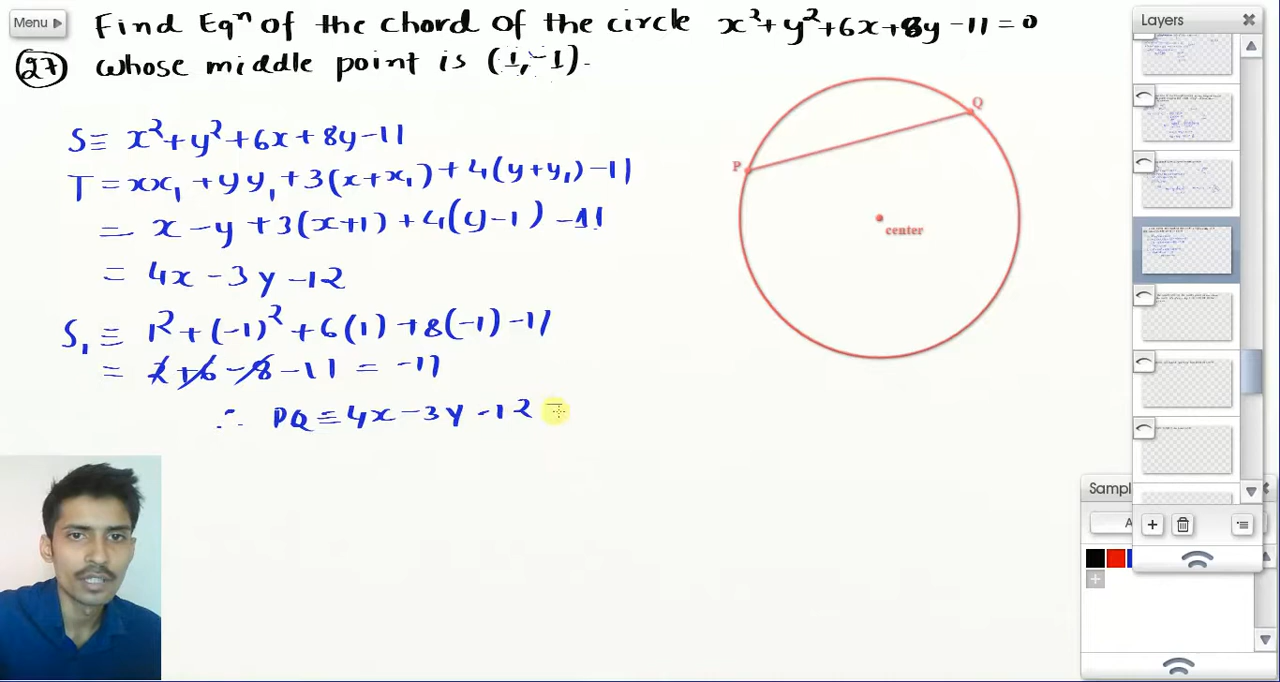 Menu ▶
Find Eqⁿ of the chord of the circle x²+y²+6x+8y-11=0
27 whose middle point is (1,-1).
S≡ x²+y²+6x+8y-11
T=xx₁+yy₁+3(x+x₁)+4(y+y₁)-11
= x-y+3(x+1)+4(y-1)-11
= 4x-3y-12
S₁ ≡ 1²+(-1)²+6(1)+8(-1)-11
= 2+6-8-11 = -11
∴ PQ≡4x-3y-12
P
Q
center
Layers
Sampl
A